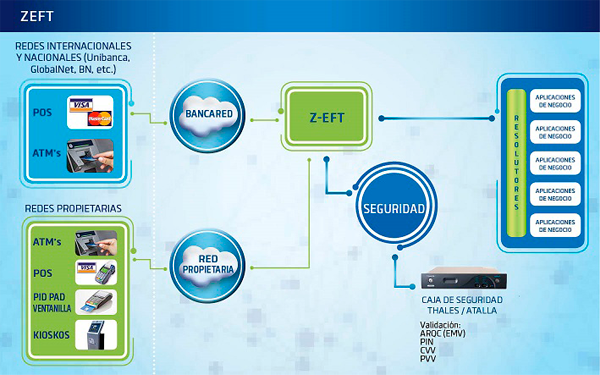 ZEFT
REDES INTERNACIONALES
Y NACIONALES (Unibanca,
GlobalNet, BN, etc.)
POS
VISA
MasterCard
ATM's
BANCARED
Z-EFT
RESOLUTORES
APLICACIONES
DE NEGOCIO
APLICACIONES
DE NEGOCIO
APLICACIONES
DE NEGOCIO
APLICACIONES
DE NEGOCIO
APLICACIONES
DE NEGOCIO
SEGURIDAD
REDES PROPIETARIAS
ATM's
POS
VISA
PID PAD
VENTANILLA
KIOSKOS
RED
PROPIETARIA
CAJA DE SEGURIDAD
THALES / ATALLA
Validación:
ARQC (EMV)
PIN
CVV
PVV